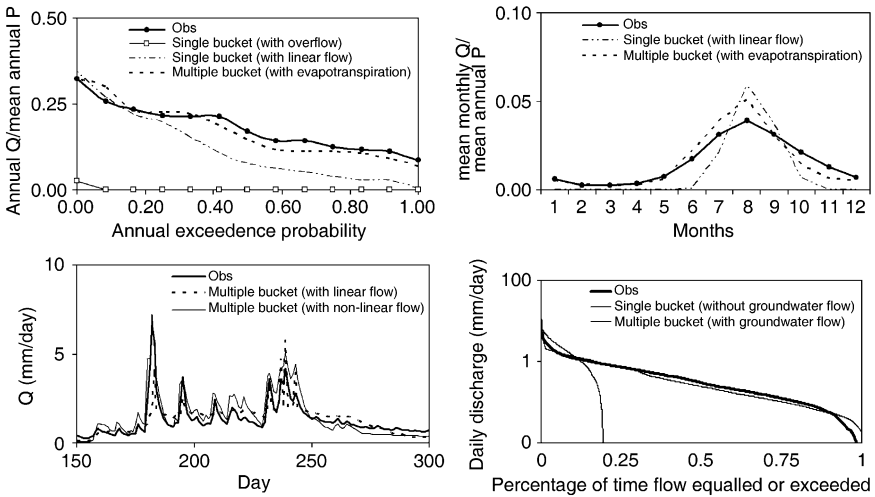 Annual Q/mean annual P
0.50
0.25
0.00
Obs
Single bucket (with overflow)
Single bucket (with linear flow)
Multiple bucket (with evapotranspiration)
0.00 0.20 0.40 0.60 0.80 1.00
Annual exceedence probability
mean monthly Q/
mean annual P
0.10
0.05
0.00
Obs
Single bucket (with linear flow)
Multiple bucket (with evapotranspiration)
1 2 3 4 5 6 7 8 9 10 11 12
Months
Q (mm/day)
10
5
0
Obs
Multiple bucket (with linear flow)
Multiple bucket (with non-linear flow)
150 200 250 300
Day
Daily discharge (mm/day)
100
1
0
Obs
Single bucket (without groundwater flow)
Multiple bucket (with groundwater flow)
0 0.25 0.5 0.75 1
Percentage of time flow equalled or exceeded